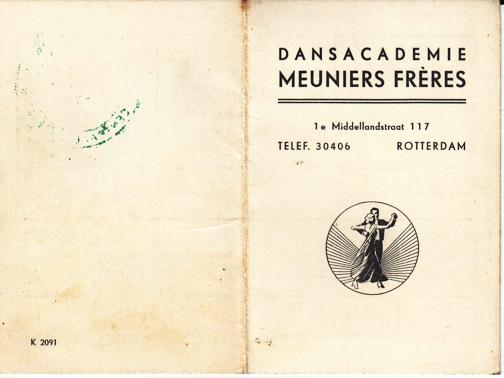 DANSACADEMIE
MEUNIERS FRÈRES
1e Middellandstraat 117
TELEF. 30406 ROTTERDAM
K 2091